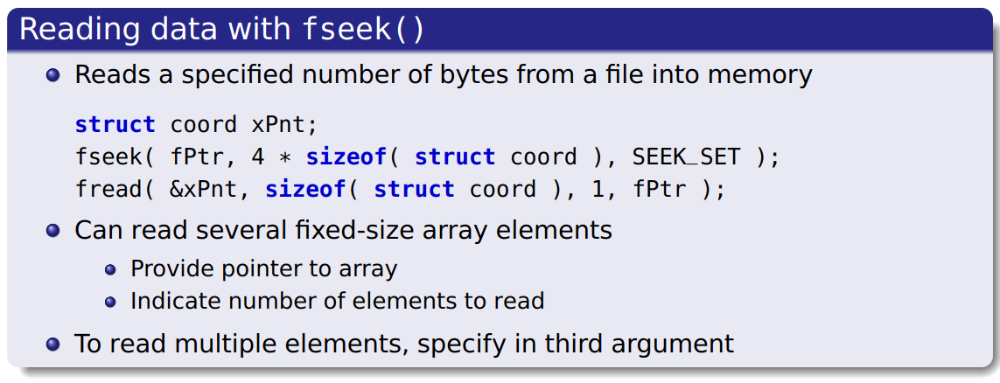 Reading data with fseek()
Reads a specified number of bytes from a file into memory
struct coord xPnt;
fseek( fPtr, 4 * sizeof( struct coord ), SEEK_SET );
fread( &xPnt, sizeof( struct coord ), 1, fPtr );
Can read several fixed-size array elements
Provide pointer to array
Indicate number of elements to read
To read multiple elements, specify in third argument